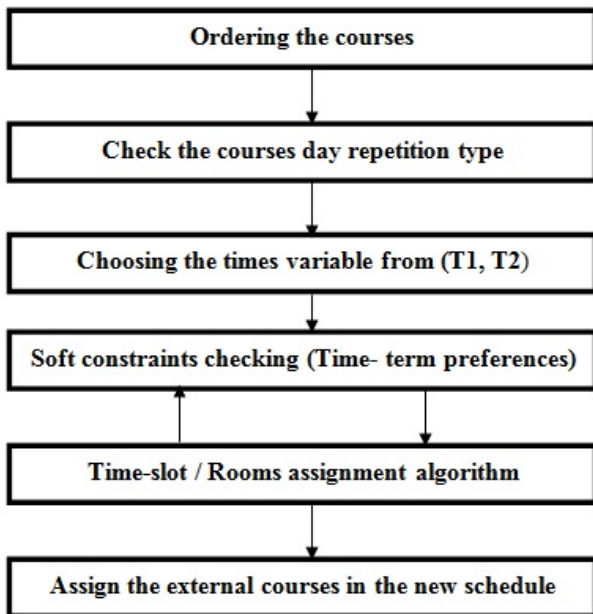 Ordering the courses
Check the courses day repetition type
Choosing the times variable from (T1, T2)
Soft constraints checking (Time- term preferences)
Time-slot / Rooms assignment algorithm
Assign the external courses in the new schedule